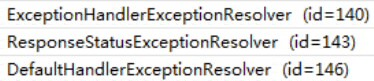 ExceptionHandlerExceptionResolver (id=140)
ResponseStatusExceptionResolver (id=143)
DefaultHandlerExceptionResolver (id=146)